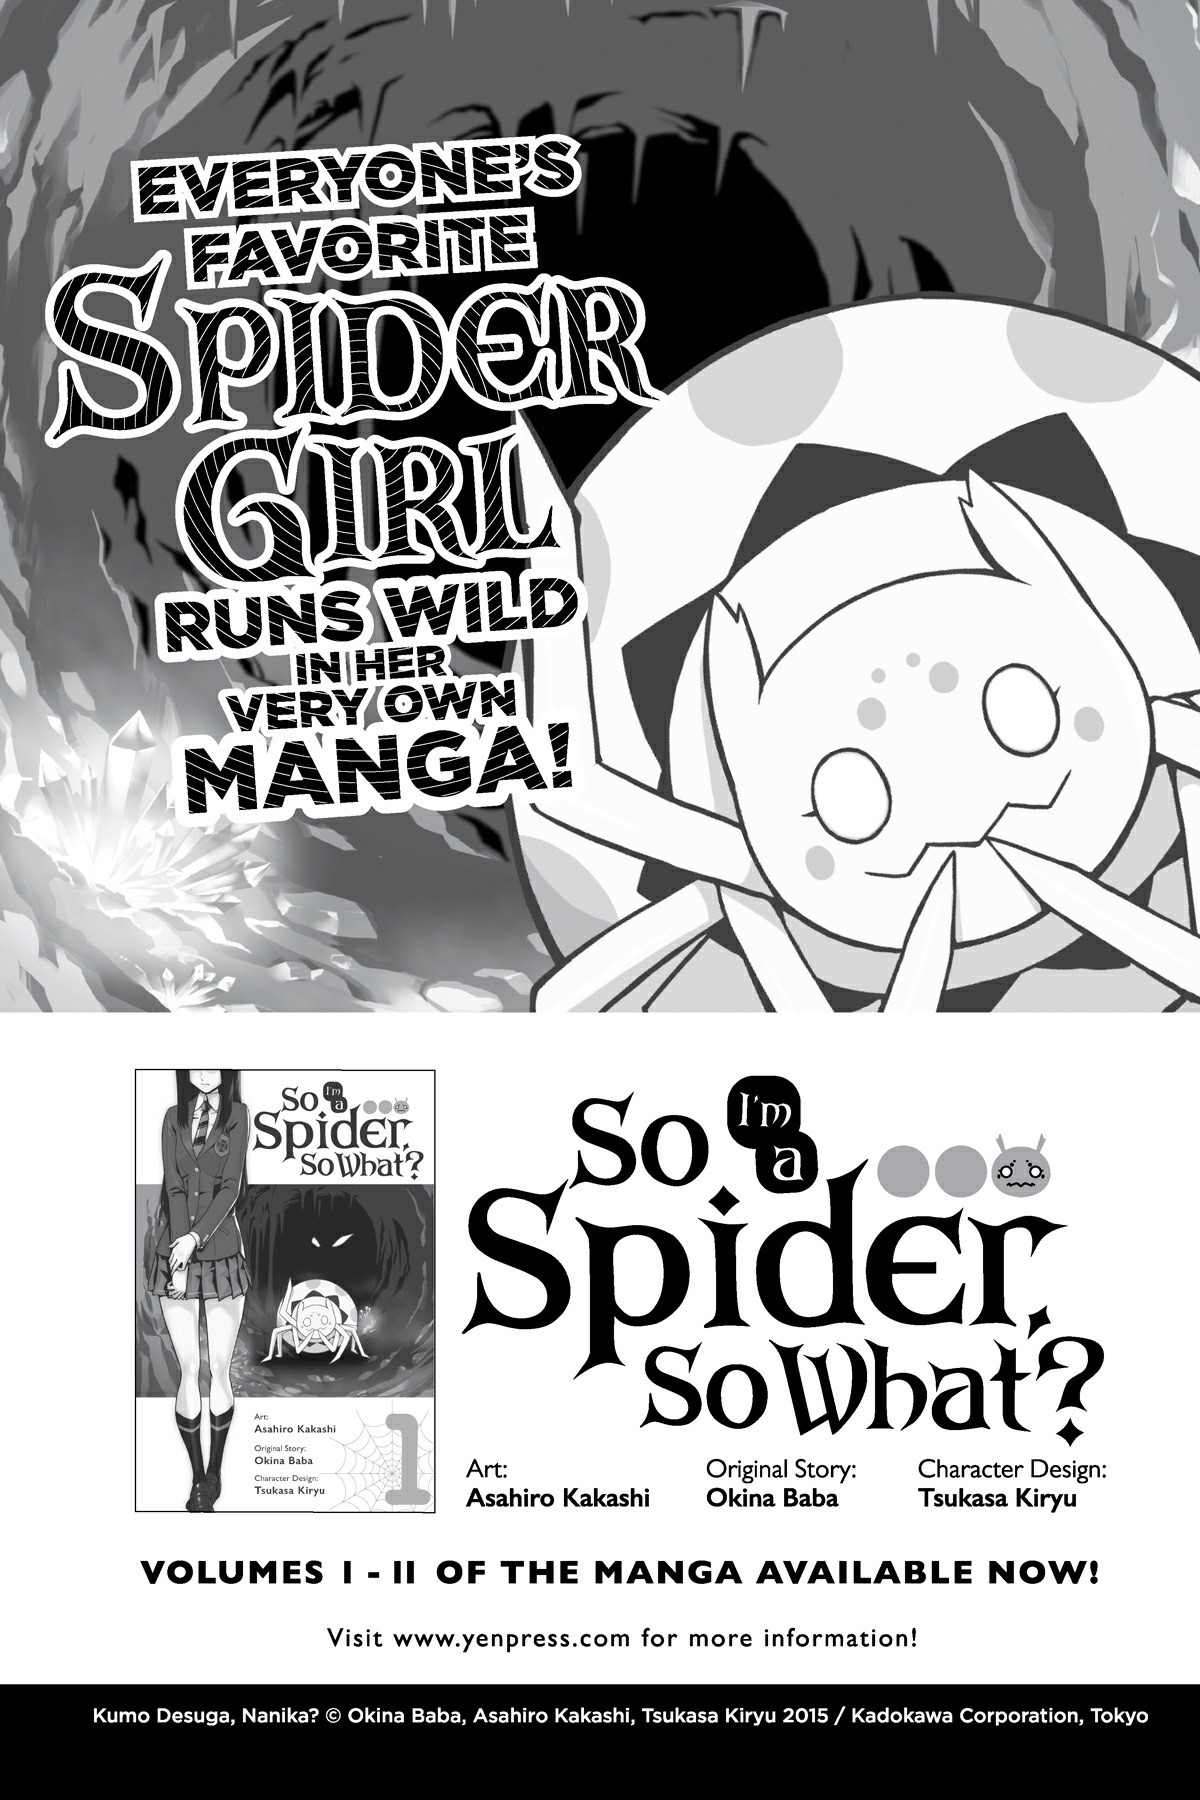 EVERYONE'S
FAVORITE
SPIDER
GIRL
RUNS WILD
IN HER
VERY OWN
MANGA!
So I'm a
Spider,
So What?
Art:
Asahiro Kakashi
Original Story:
Okina Baba
Character Design:
Tsukasa Kiryu
1
So I'm a
Spider,
So What?
Art: Original Story: Character Design:
Asahiro Kakashi Okina Baba Tsukasa Kiryu
VOLUMES 1 - 11 OF THE MANGA AVAILABLE NOW!
Visit www.yenpress.com for more information!
Kumo Desuga, Nanika? © Okina Baba, Asahiro Kakashi, Tsukasa Kiryu 2015 / Kadokawa Corporation, Tokyo